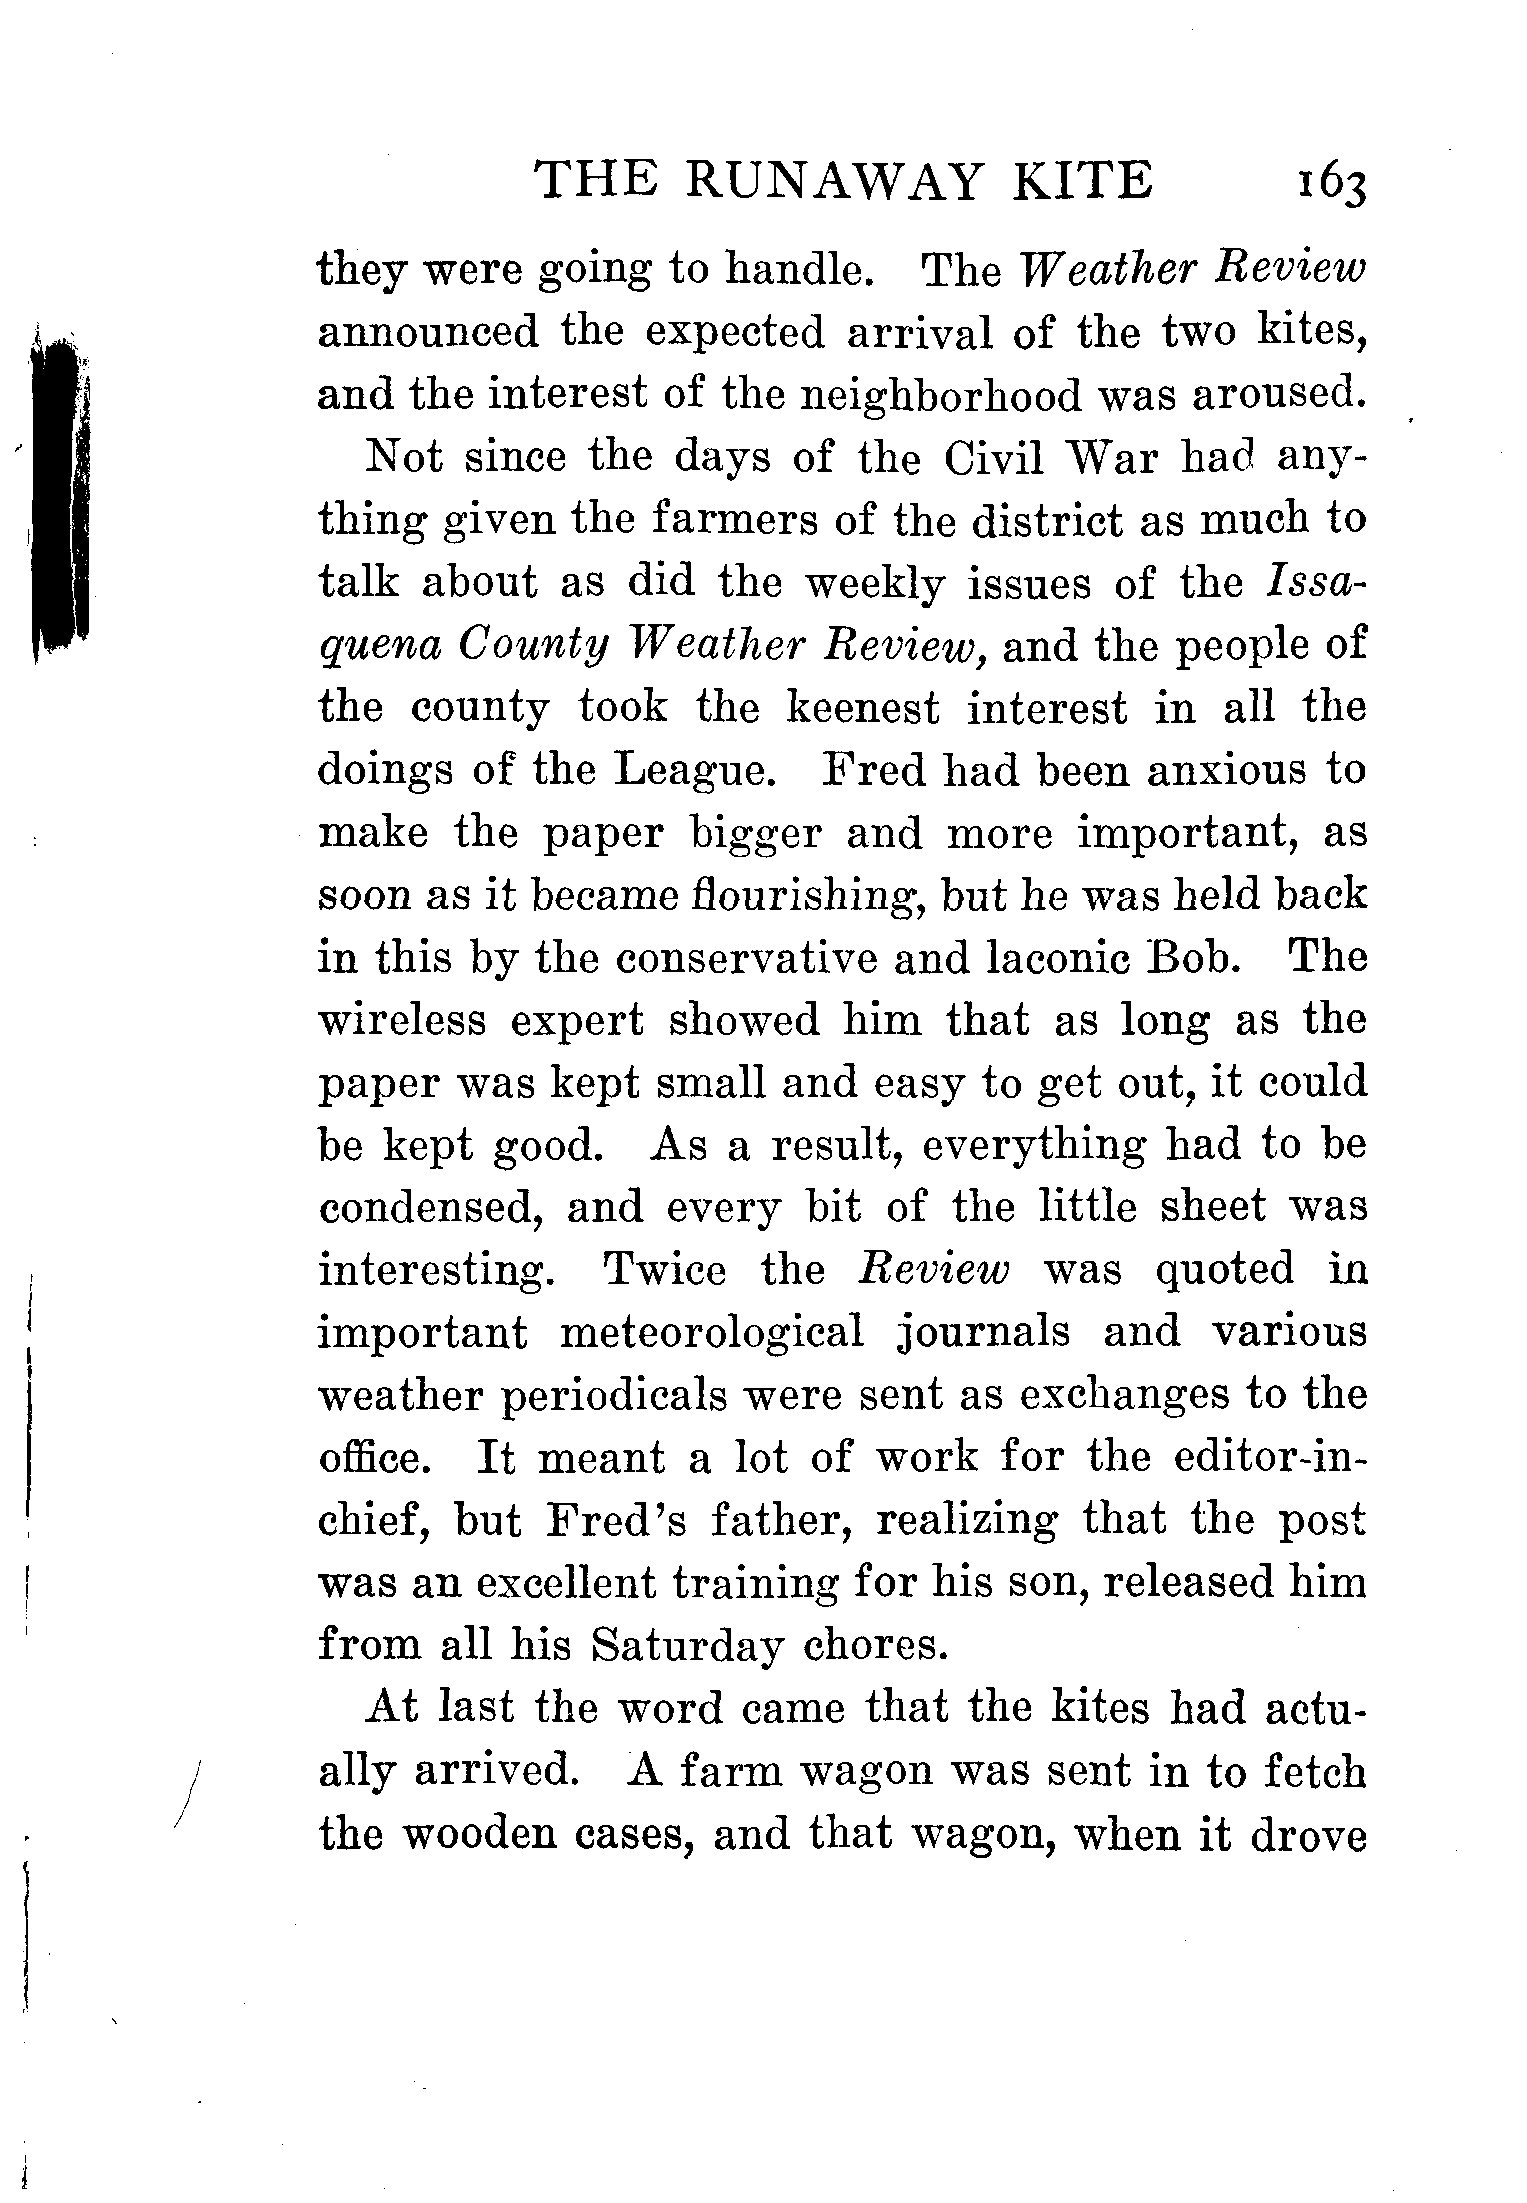 THE RUNAWAY KITE 163
they were going to handle. The Weather Review
announced the expected arrival of the two kites,
and the interest of the neighborhood was aroused.
Not since the days of the Civil War had any-
thing given the farmers of the district as much to
talk about as did the weekly issues of the Issa-
quena County Weather Review, and the people of
the county took the keenest interest in all the
doings of the League. Fred had been anxious to
make the paper bigger and more important, as
soon as it became flourishing, but he was held back
in this by the conservative and laconic Bob. The
wireless expert showed him that as long as the
paper was kept small and easy to get out, it could
be kept good. As a result, everything had to be
condensed, and every bit of the little sheet was
interesting. Twice the Review was quoted in
important meteorological journals and various
weather periodicals were sent as exchanges to the
office. It meant a lot of work for the editor-in-
chief, but Fred's father, realizing that the post
was an excellent training for his son, released him
from all his Saturday chores.
At last the word came that the kites had actu-
ally arrived. A farm wagon was sent in to fetch
the wooden cases, and that wagon, when it drove